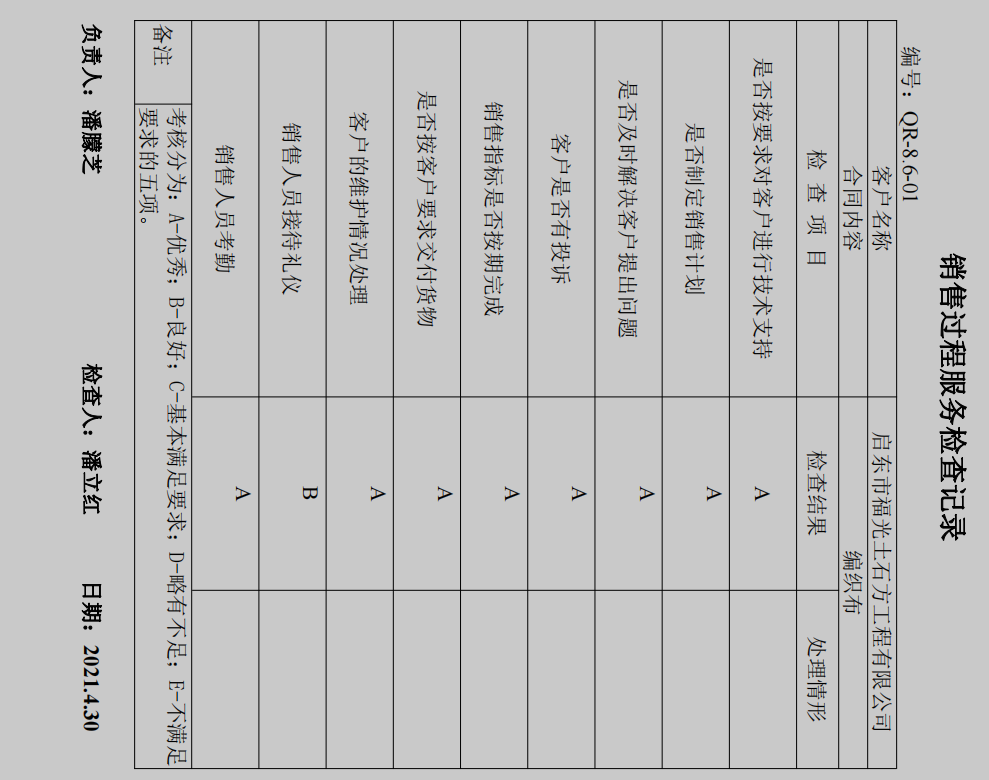 销售过程服务检查记录
编号：QR-8.6-01
客户名称 启东市福光土石方工程有限公司
合同内容 编织布
检 查 项 目 检查结果 处理情形
是否按要求对客户进行技术支持 A
是否制定销售计划 A
是否及时解决客户提出问题 A
客户是否有投诉 A
销售指标是否按期完成 A
是否按客户要求交付货物 A
客户的维护情况处理 A
销售人员接待礼仪 B
销售人员考勤 A
备注 考核分为：A-优秀；B-良好；C-基本满足要求；D-略有不足；E-不满足
要求的五项。
负责人：潘朦芝 检查人：潘立红 日期：2021.4.30